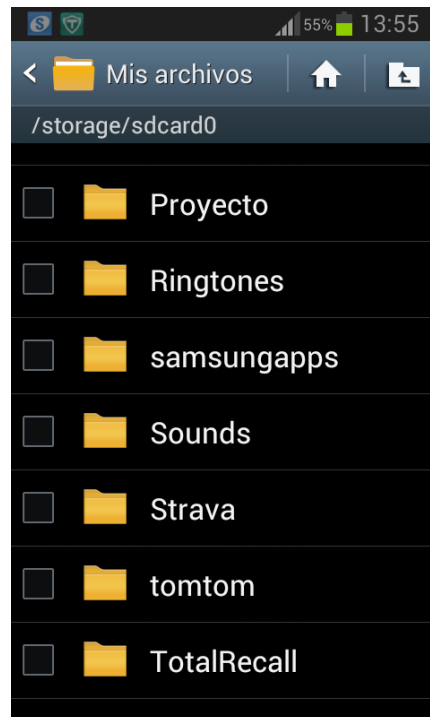 55% 13:55
Mis archivos
/storage/sdcard0
Proyecto
Ringtones
samsungapps
Sounds
Strava
tomtom
TotalRecall